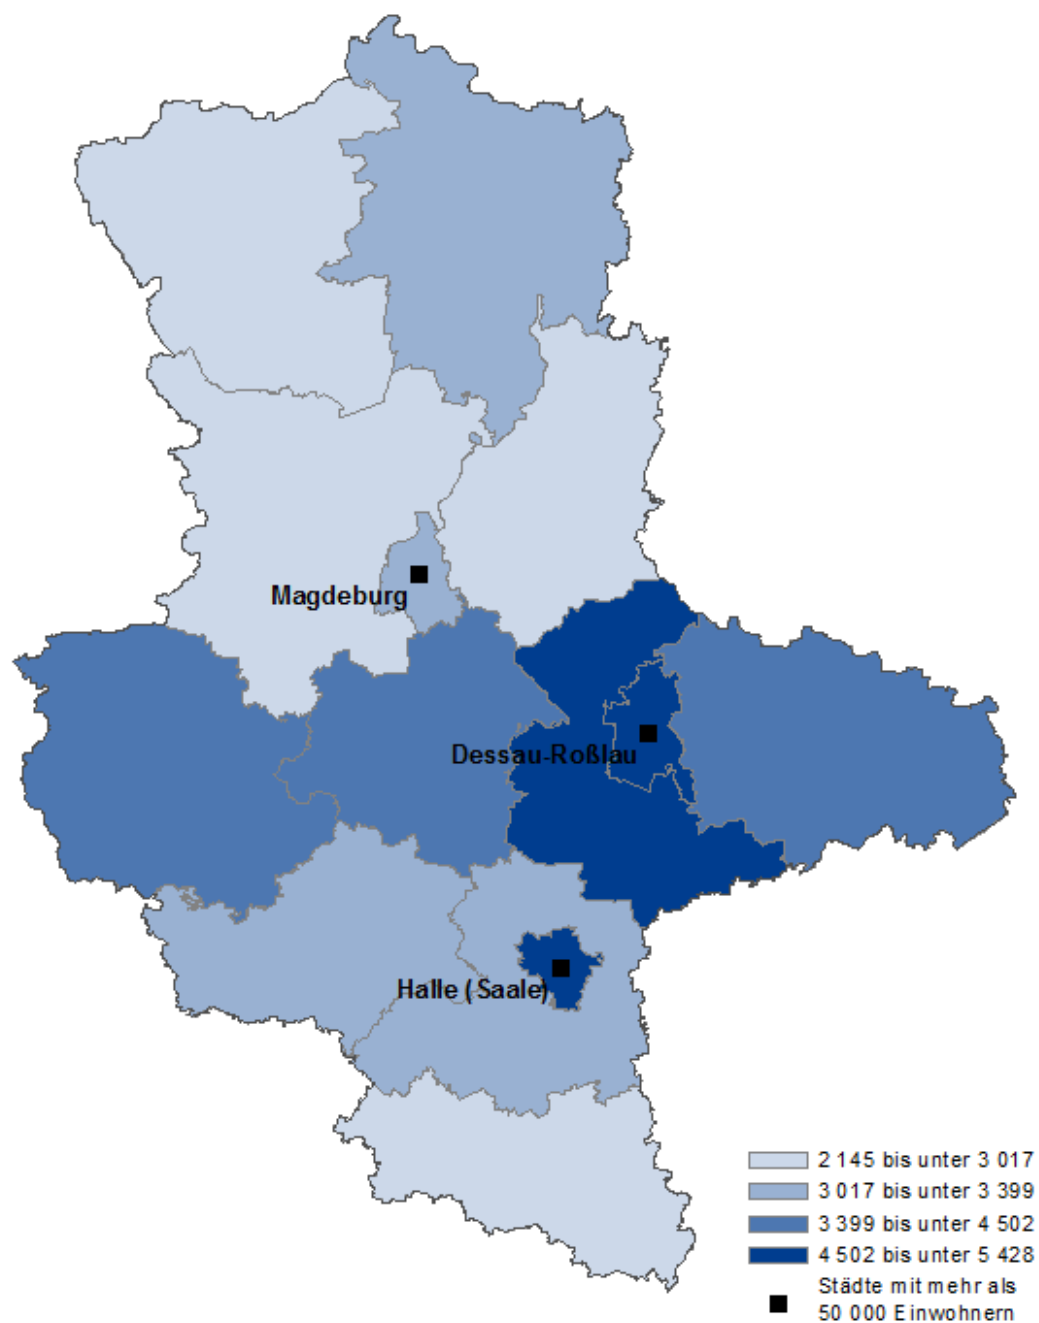 Magdeburg
Dessau-Roßlau
Halle (Saale)
2 145 bis unter 3 017
3 017 bis unter 3 399
3 399 bis unter 4 502
4 502 bis unter 5 428
Städte mit mehr als
50 000 Einwohnern